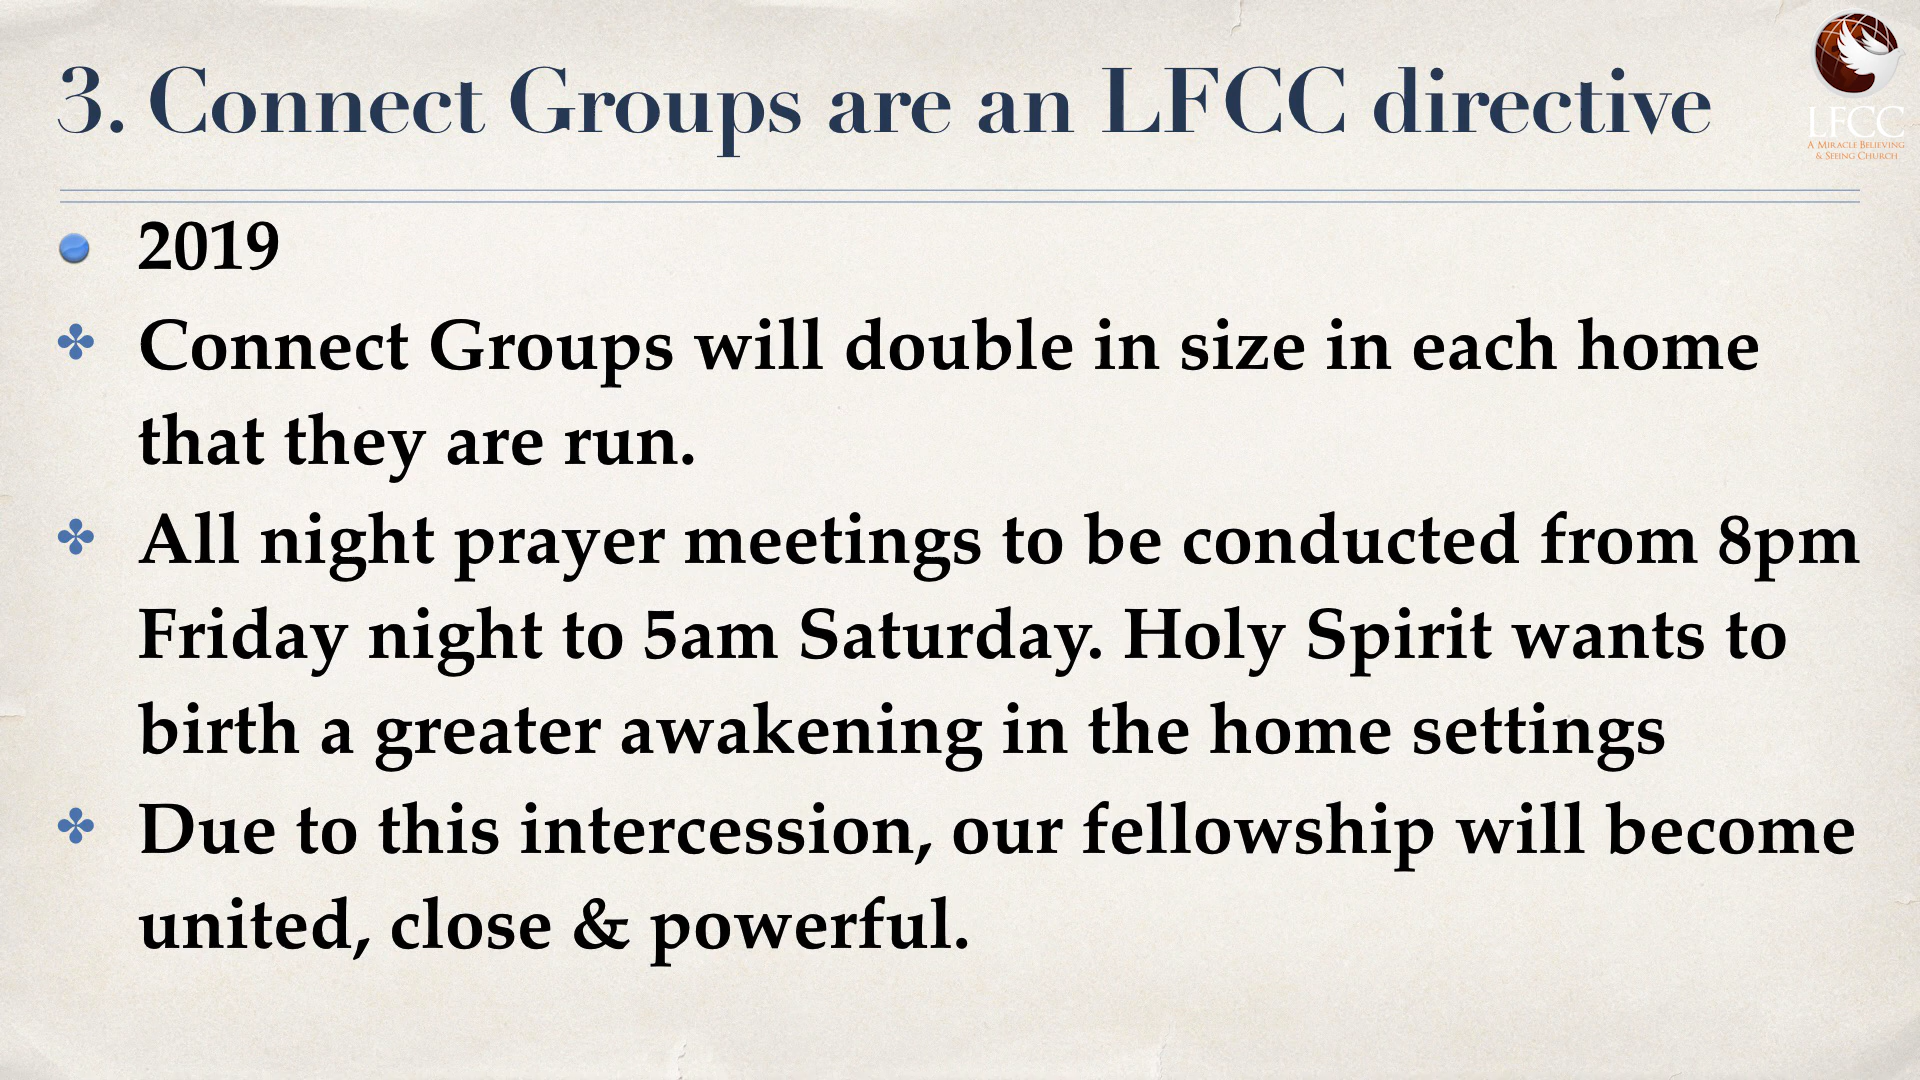 3. Connect Groups are an LFCC directive
LFCC
A Miracle Believing
& Seeing Church
2019
Connect Groups will double in size in each home
that they are run.
All night prayer meetings to be conducted from 8pm
Friday night to 5am Saturday. Holy Spirit wants to
birth a greater awakening in the home settings
Due to this intercession, our fellowship will become
united, close & powerful.